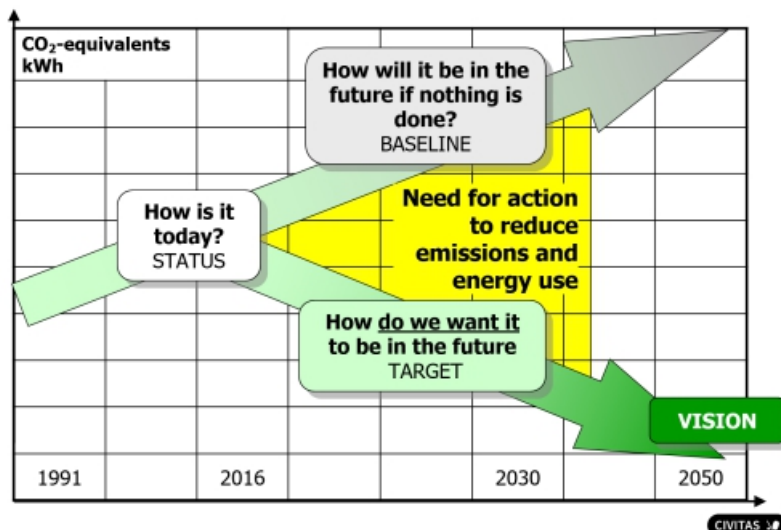 CO₂-equivalents
kWh
How will it be in the
future if nothing is
done?
BASELINE
How is it
today?
STATUS
Need for action
to reduce
emissions and
energy use
How do we want it
to be in the future
TARGET
VISION
1991
2016
2030
2050
CIVITAS